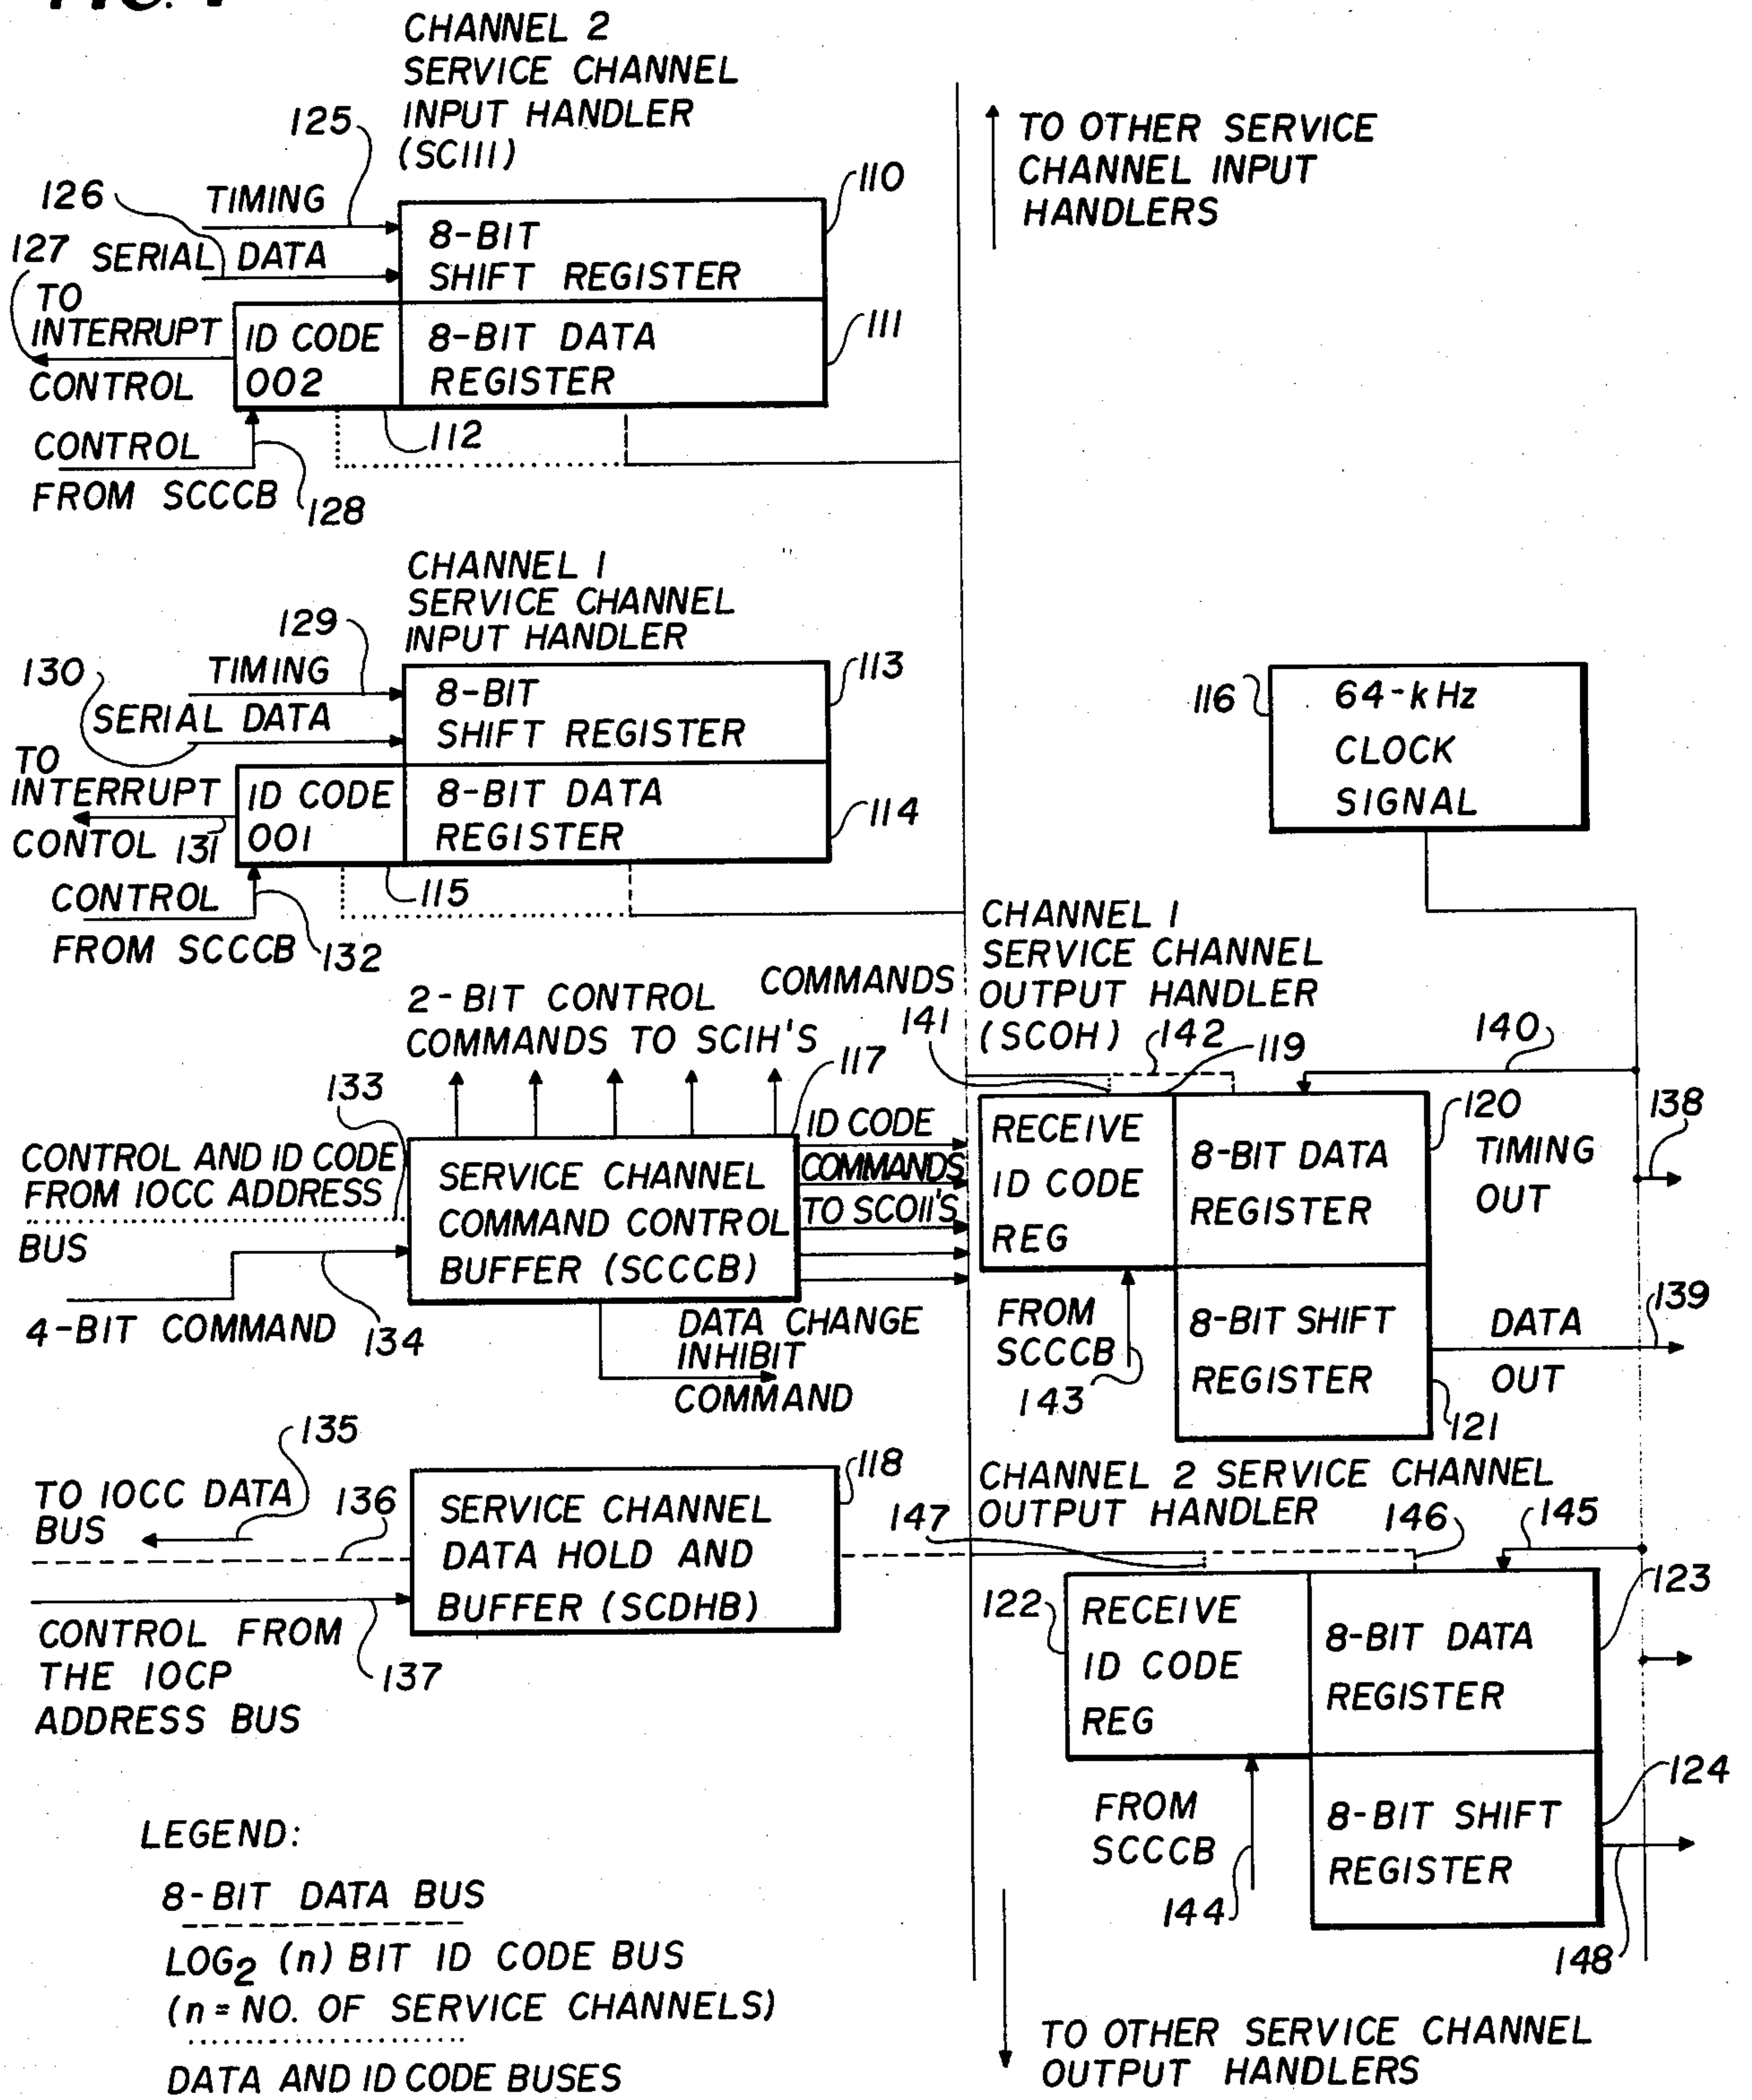 CHANNEL 2
SERVICE CHANNEL
INPUT HANDLER
(SCIII)
125
126
TIMING
127
SERIAL DATA
TO
INTERRUPT
CONTROL
8-BIT
SHIFT REGISTER
110
ID CODE
002
8-BIT DATA
REGISTER
111
112
CONTROL
FROM SCCCB
128
TO OTHER SERVICE
CHANNEL INPUT
HANDLERS
CHANNEL 1
SERVICE CHANNEL
INPUT HANDLER
129
130
TIMING
SERIAL DATA
TO
INTERRUPT
CONTOL 131
8-BIT
SHIFT REGISTER
113
ID CODE
001
8-BIT DATA
REGISTER
114
115
CONTROL
FROM SCCCB
132
116
64-kHz
CLOCK
SIGNAL
2-BIT CONTROL
COMMANDS TO SCIH'S
COMMANDS
117
133
CONTROL AND ID CODE
FROM IOCC ADDRESS
BUS
4-BIT COMMAND
134
SERVICE CHANNEL
COMMAND CONTROL
BUFFER (SCCCB)
ID CODE
COMMANDS
TO SCOII'S
DATA CHANGE
INHIBIT
COMMAND
CHANNEL 1
SERVICE CHANNEL
OUTPUT HANDLER
(SCOH)
141
142
119
140
RECEIVE
ID CODE
REG
8-BIT DATA
REGISTER
120
TIMING
OUT
138
FROM
SCCCB
143
8-BIT SHIFT
REGISTER
DATA
OUT
139
121
135
TO IOCC DATA
BUS
136
118
SERVICE CHANNEL
DATA HOLD AND
BUFFER (SCDHB)
CONTROL FROM
THE IOCP
ADDRESS BUS
137
CHANNEL 2 SERVICE CHANNEL
OUTPUT HANDLER
147
146
145
122
RECEIVE
ID CODE
REG
8-BIT DATA
REGISTER
123
FROM
SCCCB
144
8-BIT SHIFT
REGISTER
124
148
LEGEND:
8-BIT DATA BUS
LOG2 (n) BIT ID CODE BUS
(n = NO. OF SERVICE CHANNELS)
DATA AND ID CODE BUSES
TO OTHER SERVICE CHANNEL
OUTPUT HANDLERS